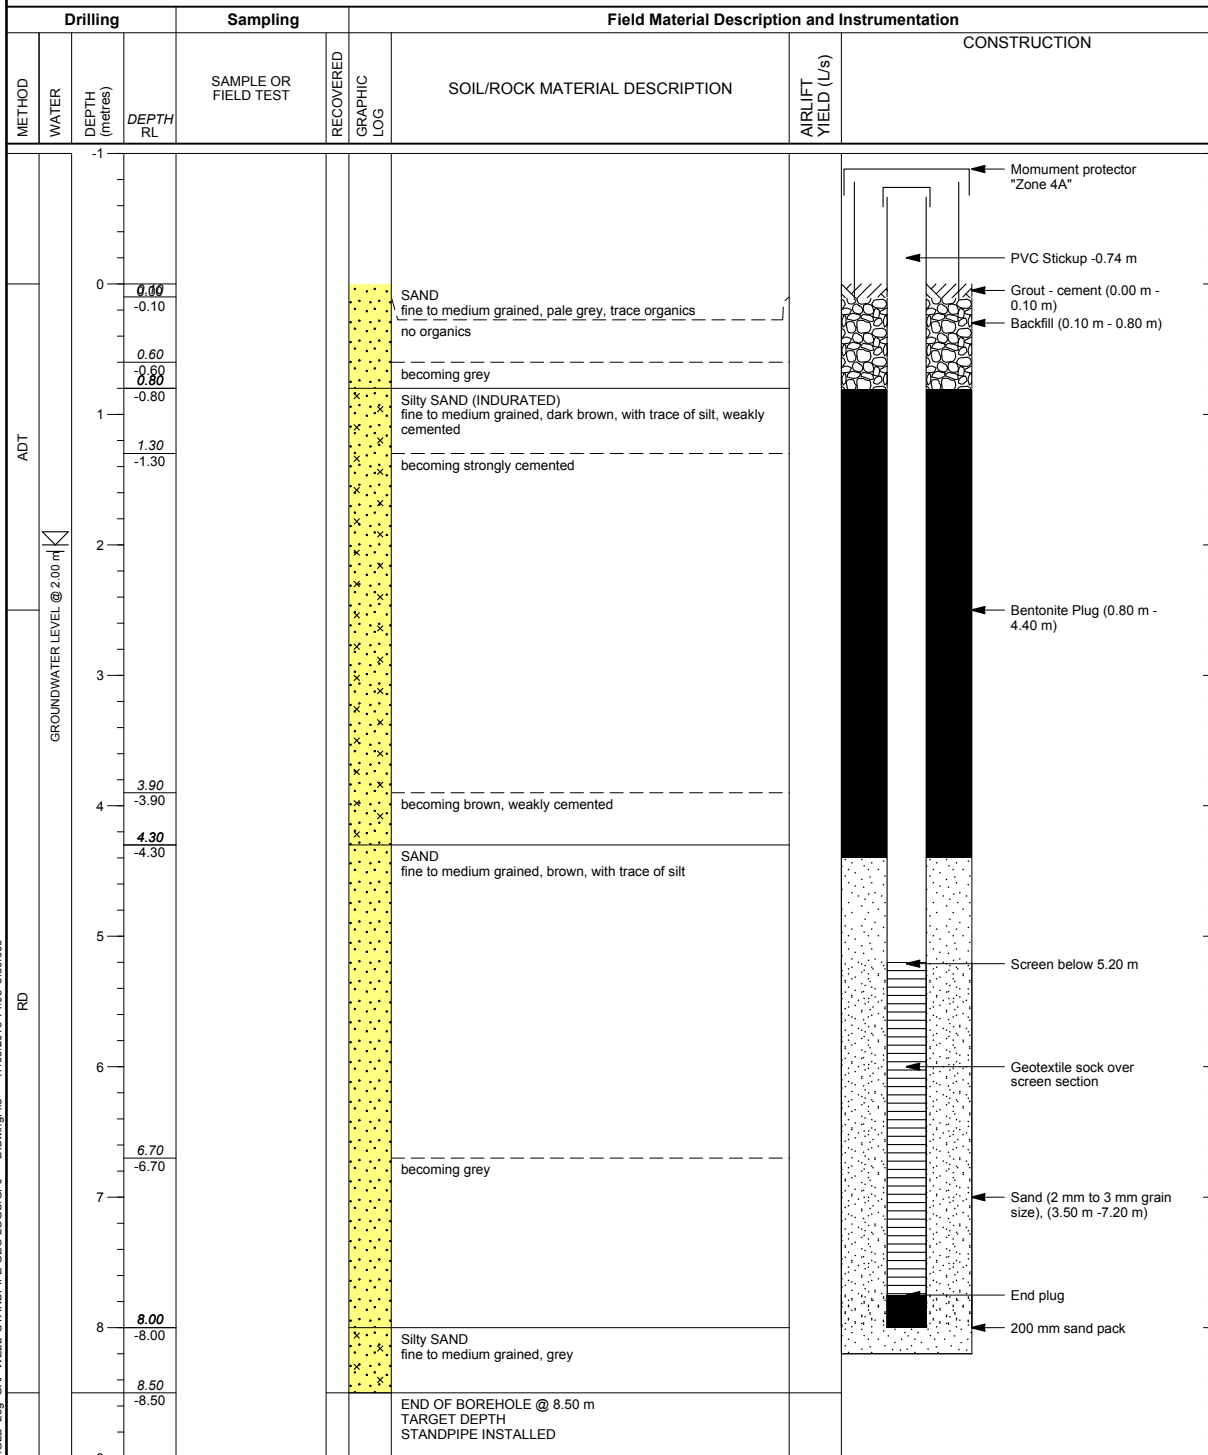 Drilling
Sampling
Field Material Description and Instrumentation
METHOD
WATER
DEPTH
(metres)
DEPTH
RL
SAMPLE OR
FIELD TEST
RECOVERED
GRAPHIC
LOG
SOIL/ROCK MATERIAL DESCRIPTION
AIRLIFT
YIELD (L/s)
CONSTRUCTION
-1
Momument protector
"Zone 4A"
PVC Stickup -0.74 m
0
0.10
0.00
-0.10
SAND
fine to medium grained, pale grey, trace organics
Grout - cement (0.00 m -
0.10 m)
no organics
Backfill (0.10 m - 0.80 m)
0.60
-0.60
becoming grey
0.80
-0.80
Silty SAND (INDURATED)
fine to medium grained, dark brown, with trace of silt, weakly
cemented
1
ADT
1.30
-1.30
becoming strongly cemented
2
GROUNDWATER LEVEL @ 2.00 m
Bentonite Plug (0.80 m -
4.40 m)
3
3.90
-3.90
4
becoming brown, weakly cemented
4.30
-4.30
SAND
fine to medium grained, brown, with trace of silt
5
Screen below 5.20 m
RD
6
Geotextile sock over
screen section
6.70
-6.70
becoming grey
7
Sand (2 mm to 3 mm grain
size), (3.50 m -7.20 m)
End plug
8
8.00
-8.00
200 mm sand pack
Silty SAND
fine to medium grained, grey
8.50
-8.50
END OF BOREHOLE @ 8.50 m
TARGET DEPTH
STANDPIPE INSTALLED